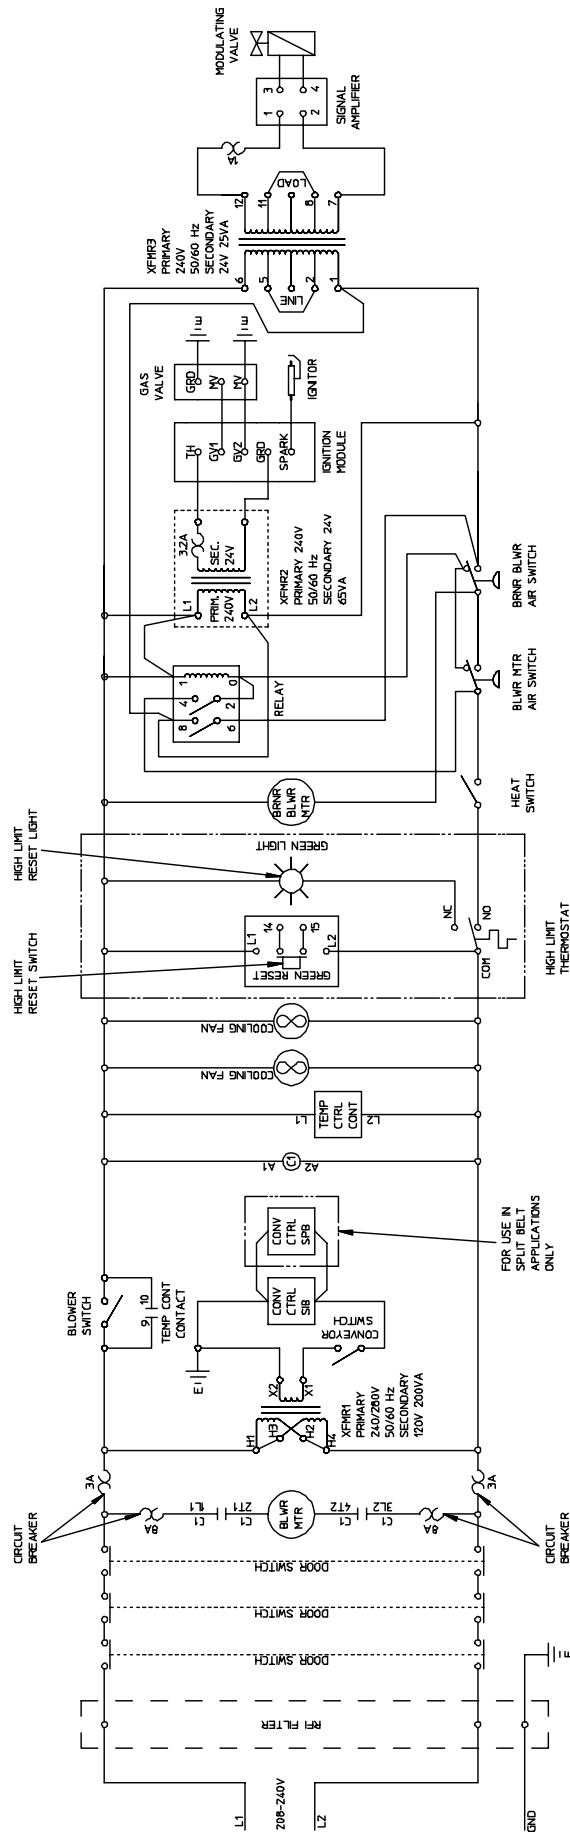 MODULATING
VALVE
3
4
1
2
SIGNAL
AMPLIFIER
1A
12
11
8
7
LOAD
XFMR3
PRIMARY
240V
50/60 Hz
SECONDARY
24V 25VA
6
5
2
1
LINE
E
E
GAS
VALVE
GRD
MV
MV
IGNITOR
TH
GV1
GV2
GRD
SPARK
IGNITION
MODULE
3.2A
SEC.
24V
PRIM.
240V
L1
L2
XFMR2
PRIMARY 240V
50/60 Hz
SECONDARY 24V
65VA
BRNR BLWR
AIR SWITCH
1
0
4
2
8
6
RELAY
BLWR MTR
AIR SWITCH
BRNR
BLWR
MTR
HEAT
SWITCH
HIGH LIMIT
RESET LIGHT
GREEN LIGHT
NC
NO
COM
HIGH LIMIT
THERMOSTAT
HIGH LIMIT
RESET SWITCH
L1
14
15
L2
GREEN RESET
COOLING FAN
COOLING FAN
L1
TEMP
CTRL
CONT
L2
A1
C1
A2
CONV
CTRL
SPB
FOR USE IN
SPLIT BELT
APPLICATIONS
ONLY
CONV
CTRL
SIB
BLOWER
SWITCH
9
10
TEMP CONT
CONTACT
CONVEYOR
SWITCH
E
X2
X1
H1
H3
H2
H4
XFMR1
PRIMARY
240/280V
50/60 Hz
SECONDARY
120V 200VA
3A
3A
CIRCUIT
BREAKER
8A
C1
1L1
C1
2T1
BLWR
MTR
C1
4T2
C1
3L2
8A
CIRCUIT
BREAKER
DOOR SWITCH
DOOR SWITCH
DOOR SWITCH
RFI FILTER
E
L1
208-240V
L2
GND